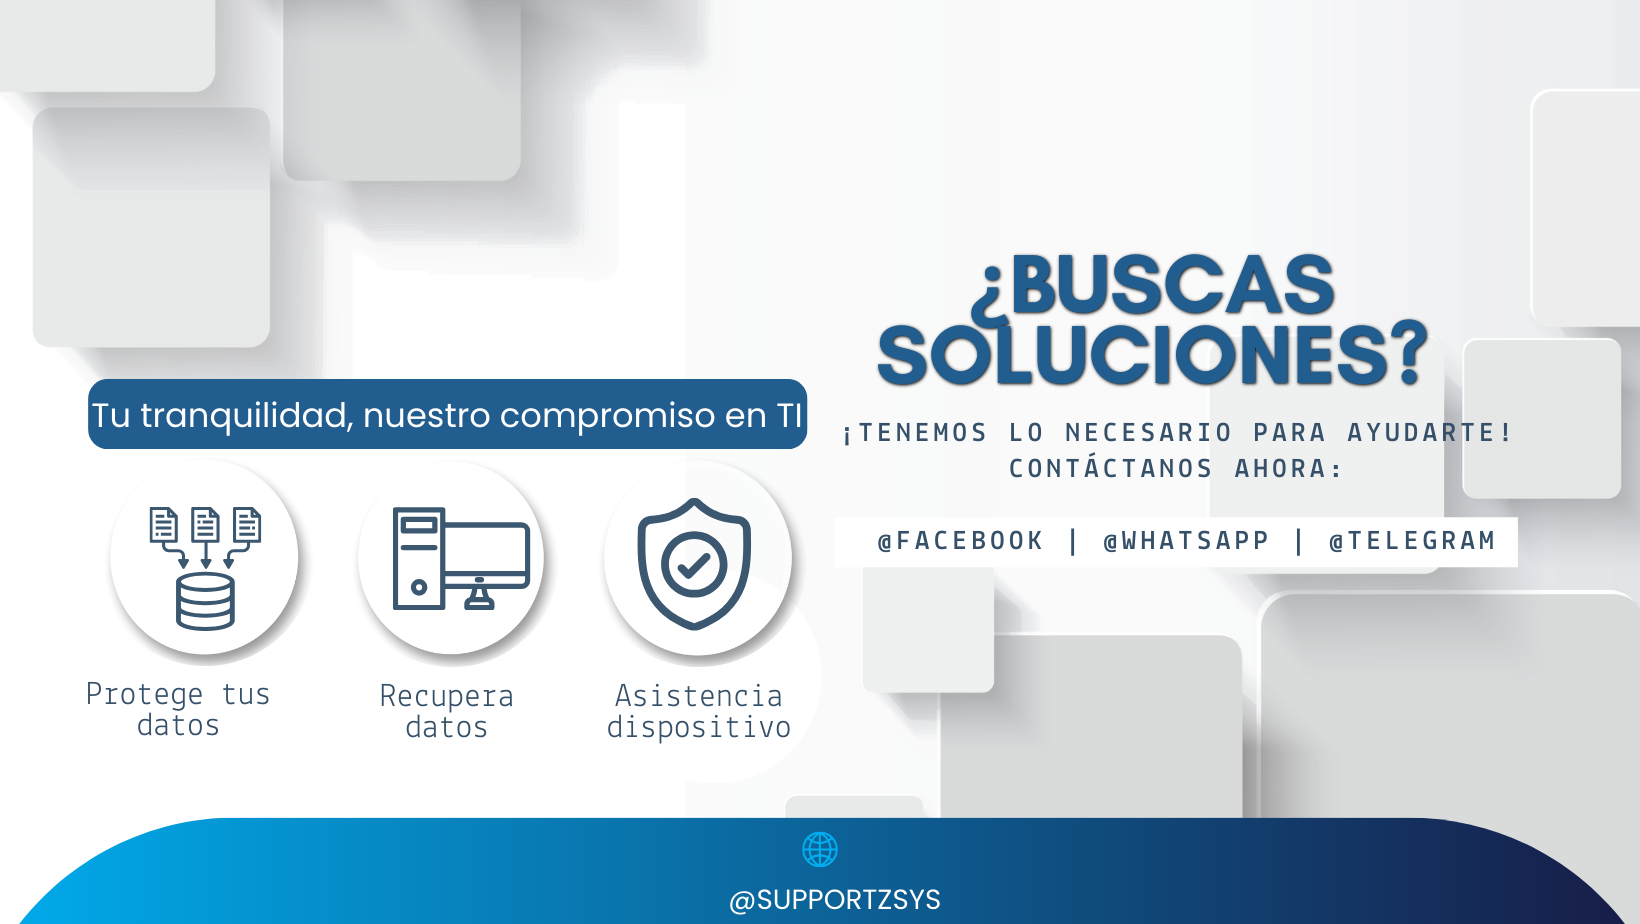 ¿BUSCAS
SOLUCIONES?
Tu tranquilidad, nuestro compromiso en TI
¡TENEMOS LO NECESARIO PARA AYUDARTE!
CONTÁCTANOS AHORA:
@FACEBOOK | @WHATSAPP | @TELEGRAM
Protege tus
datos
Recupera
datos
Asistencia
dispositivo
@SUPPORTZSYS